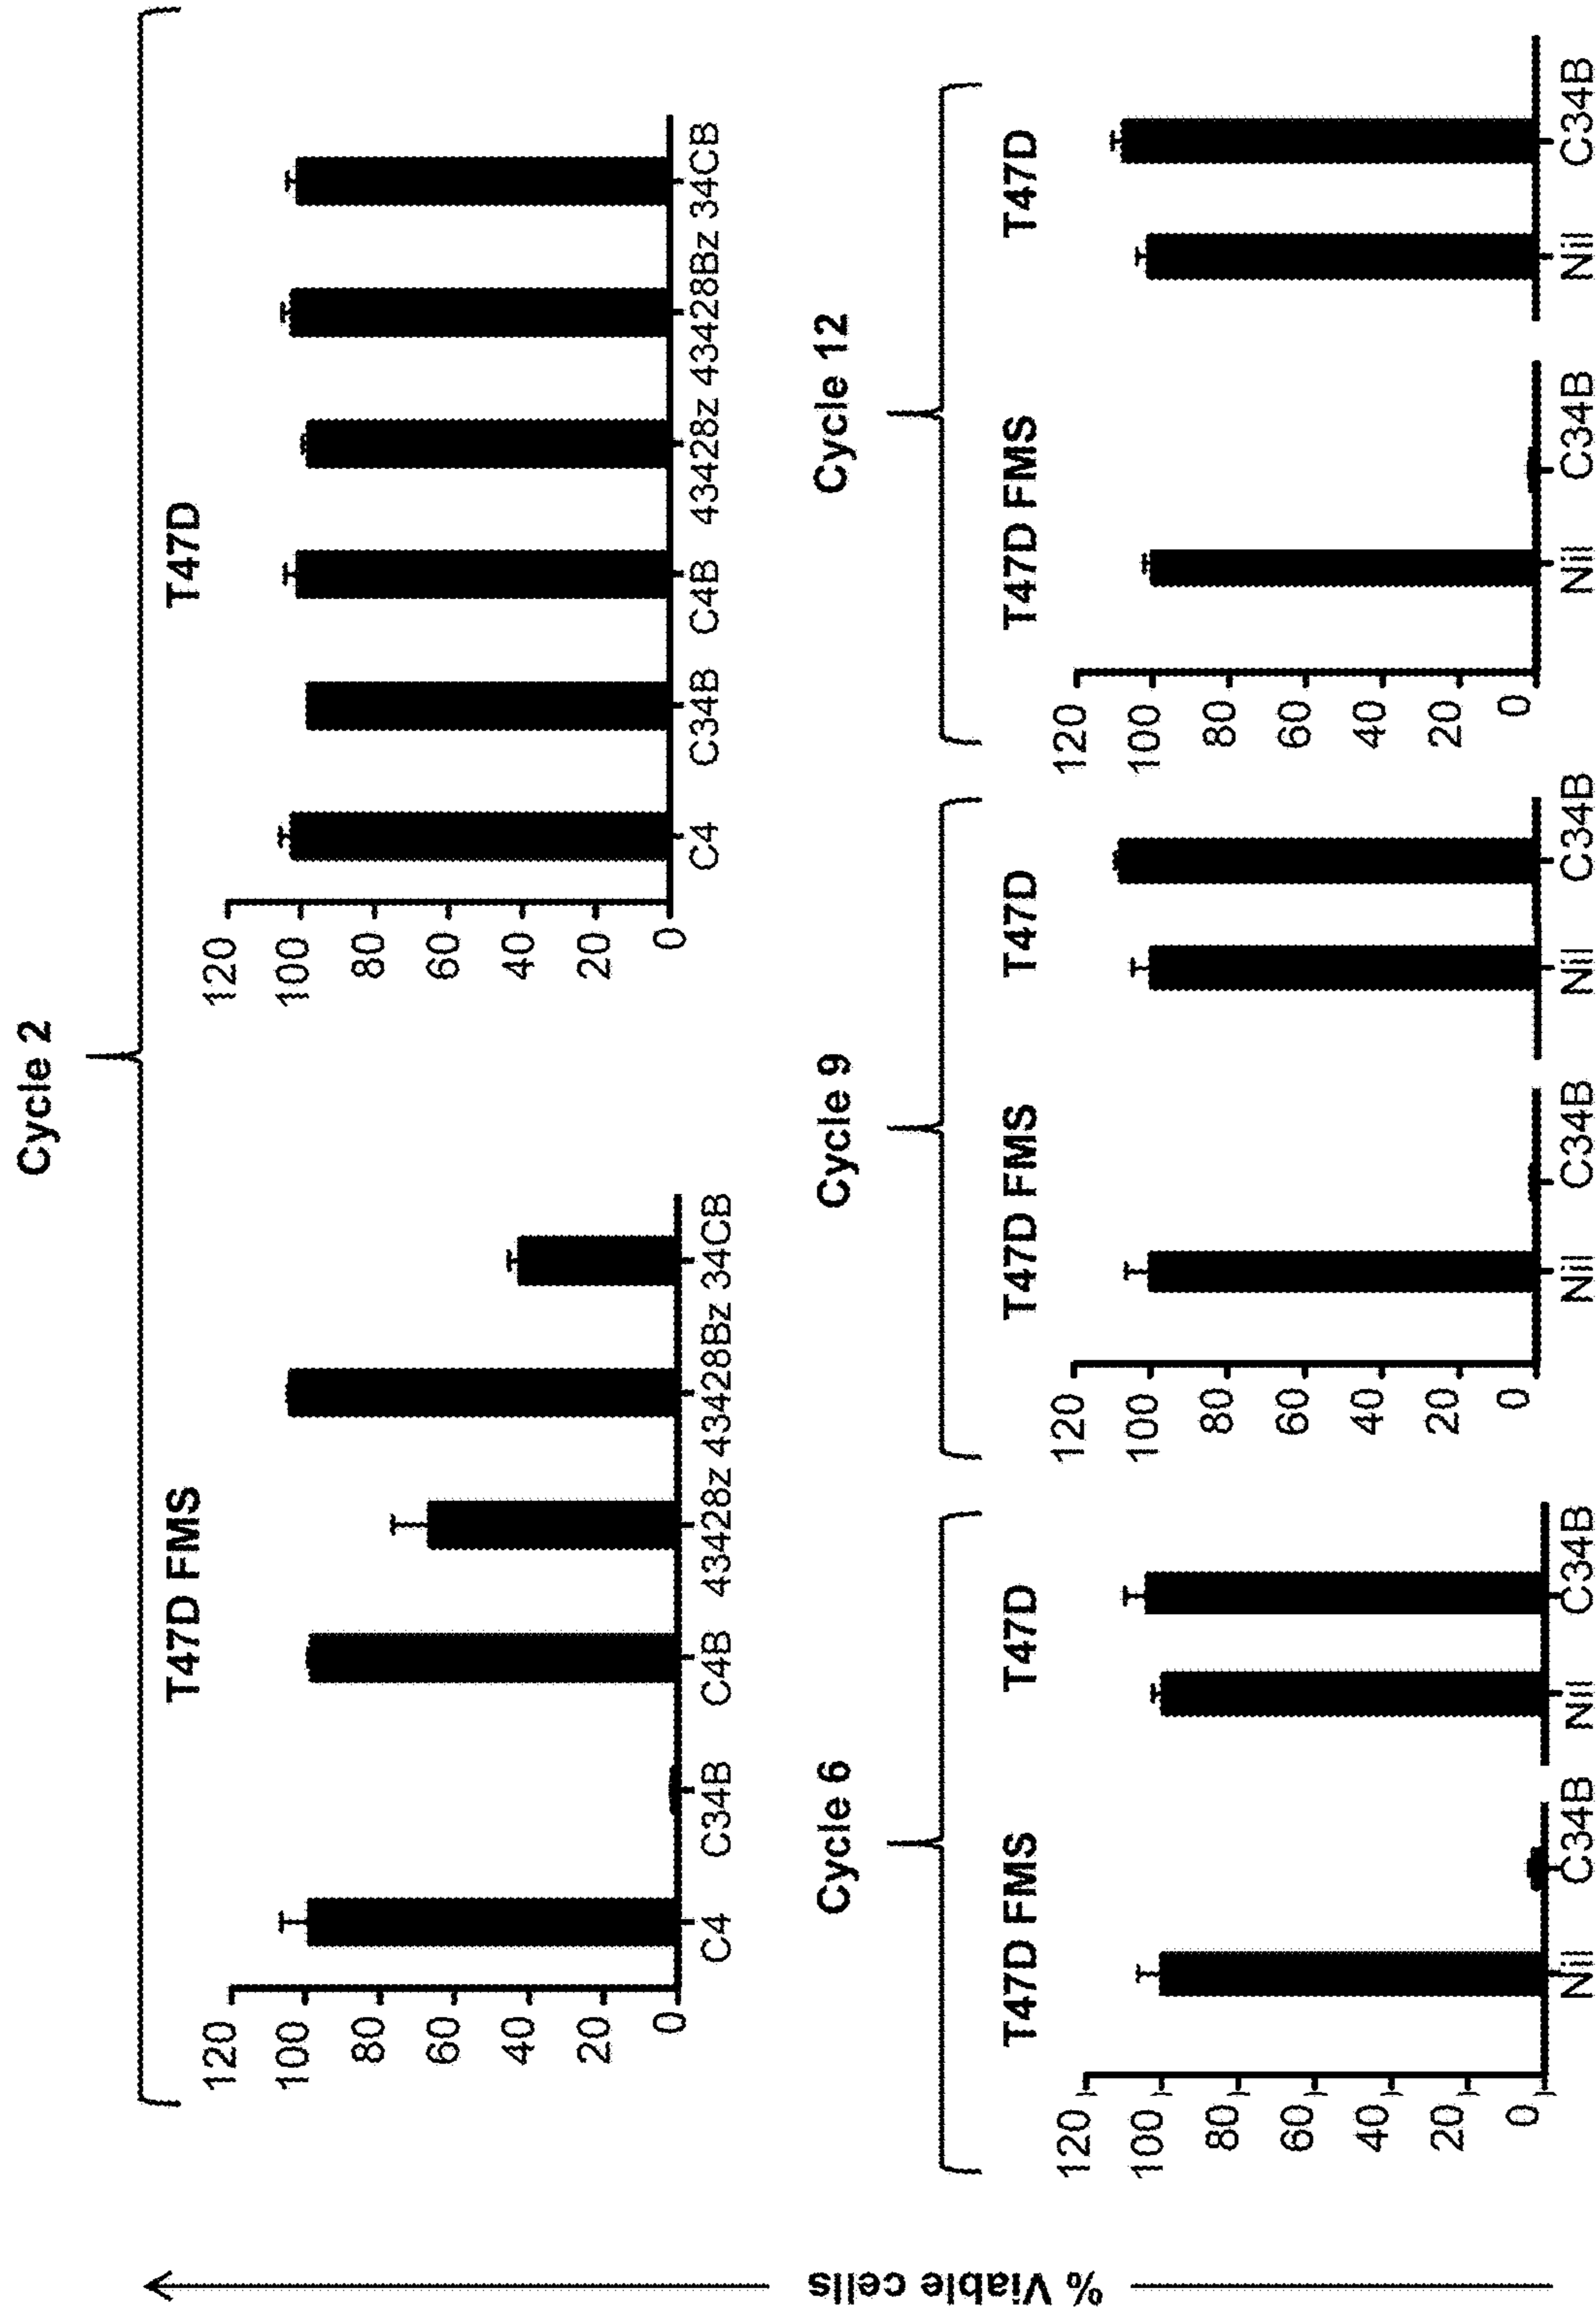 Cycle 2
T47D FMS
T47D
120
100
80
60
40
20
0
C4 C34B C4B 43428z 43428Bz 34CB
120
100
80
60
40
20
0
C4 C34B C4B 43428z 43428Bz 34CB
% Viable cells
Cycle 6
T47D FMS
T47D
120
100
80
60
40
20
0
Nil C34B
Nil C34B
Cycle 9
T47D FMS
T47D
120
100
80
60
40
20
0
Nil C34B
Nil C34B
Cycle 12
T47D FMS
T47D
120
100
80
60
40
20
0
Nil C34B
Nil C34B